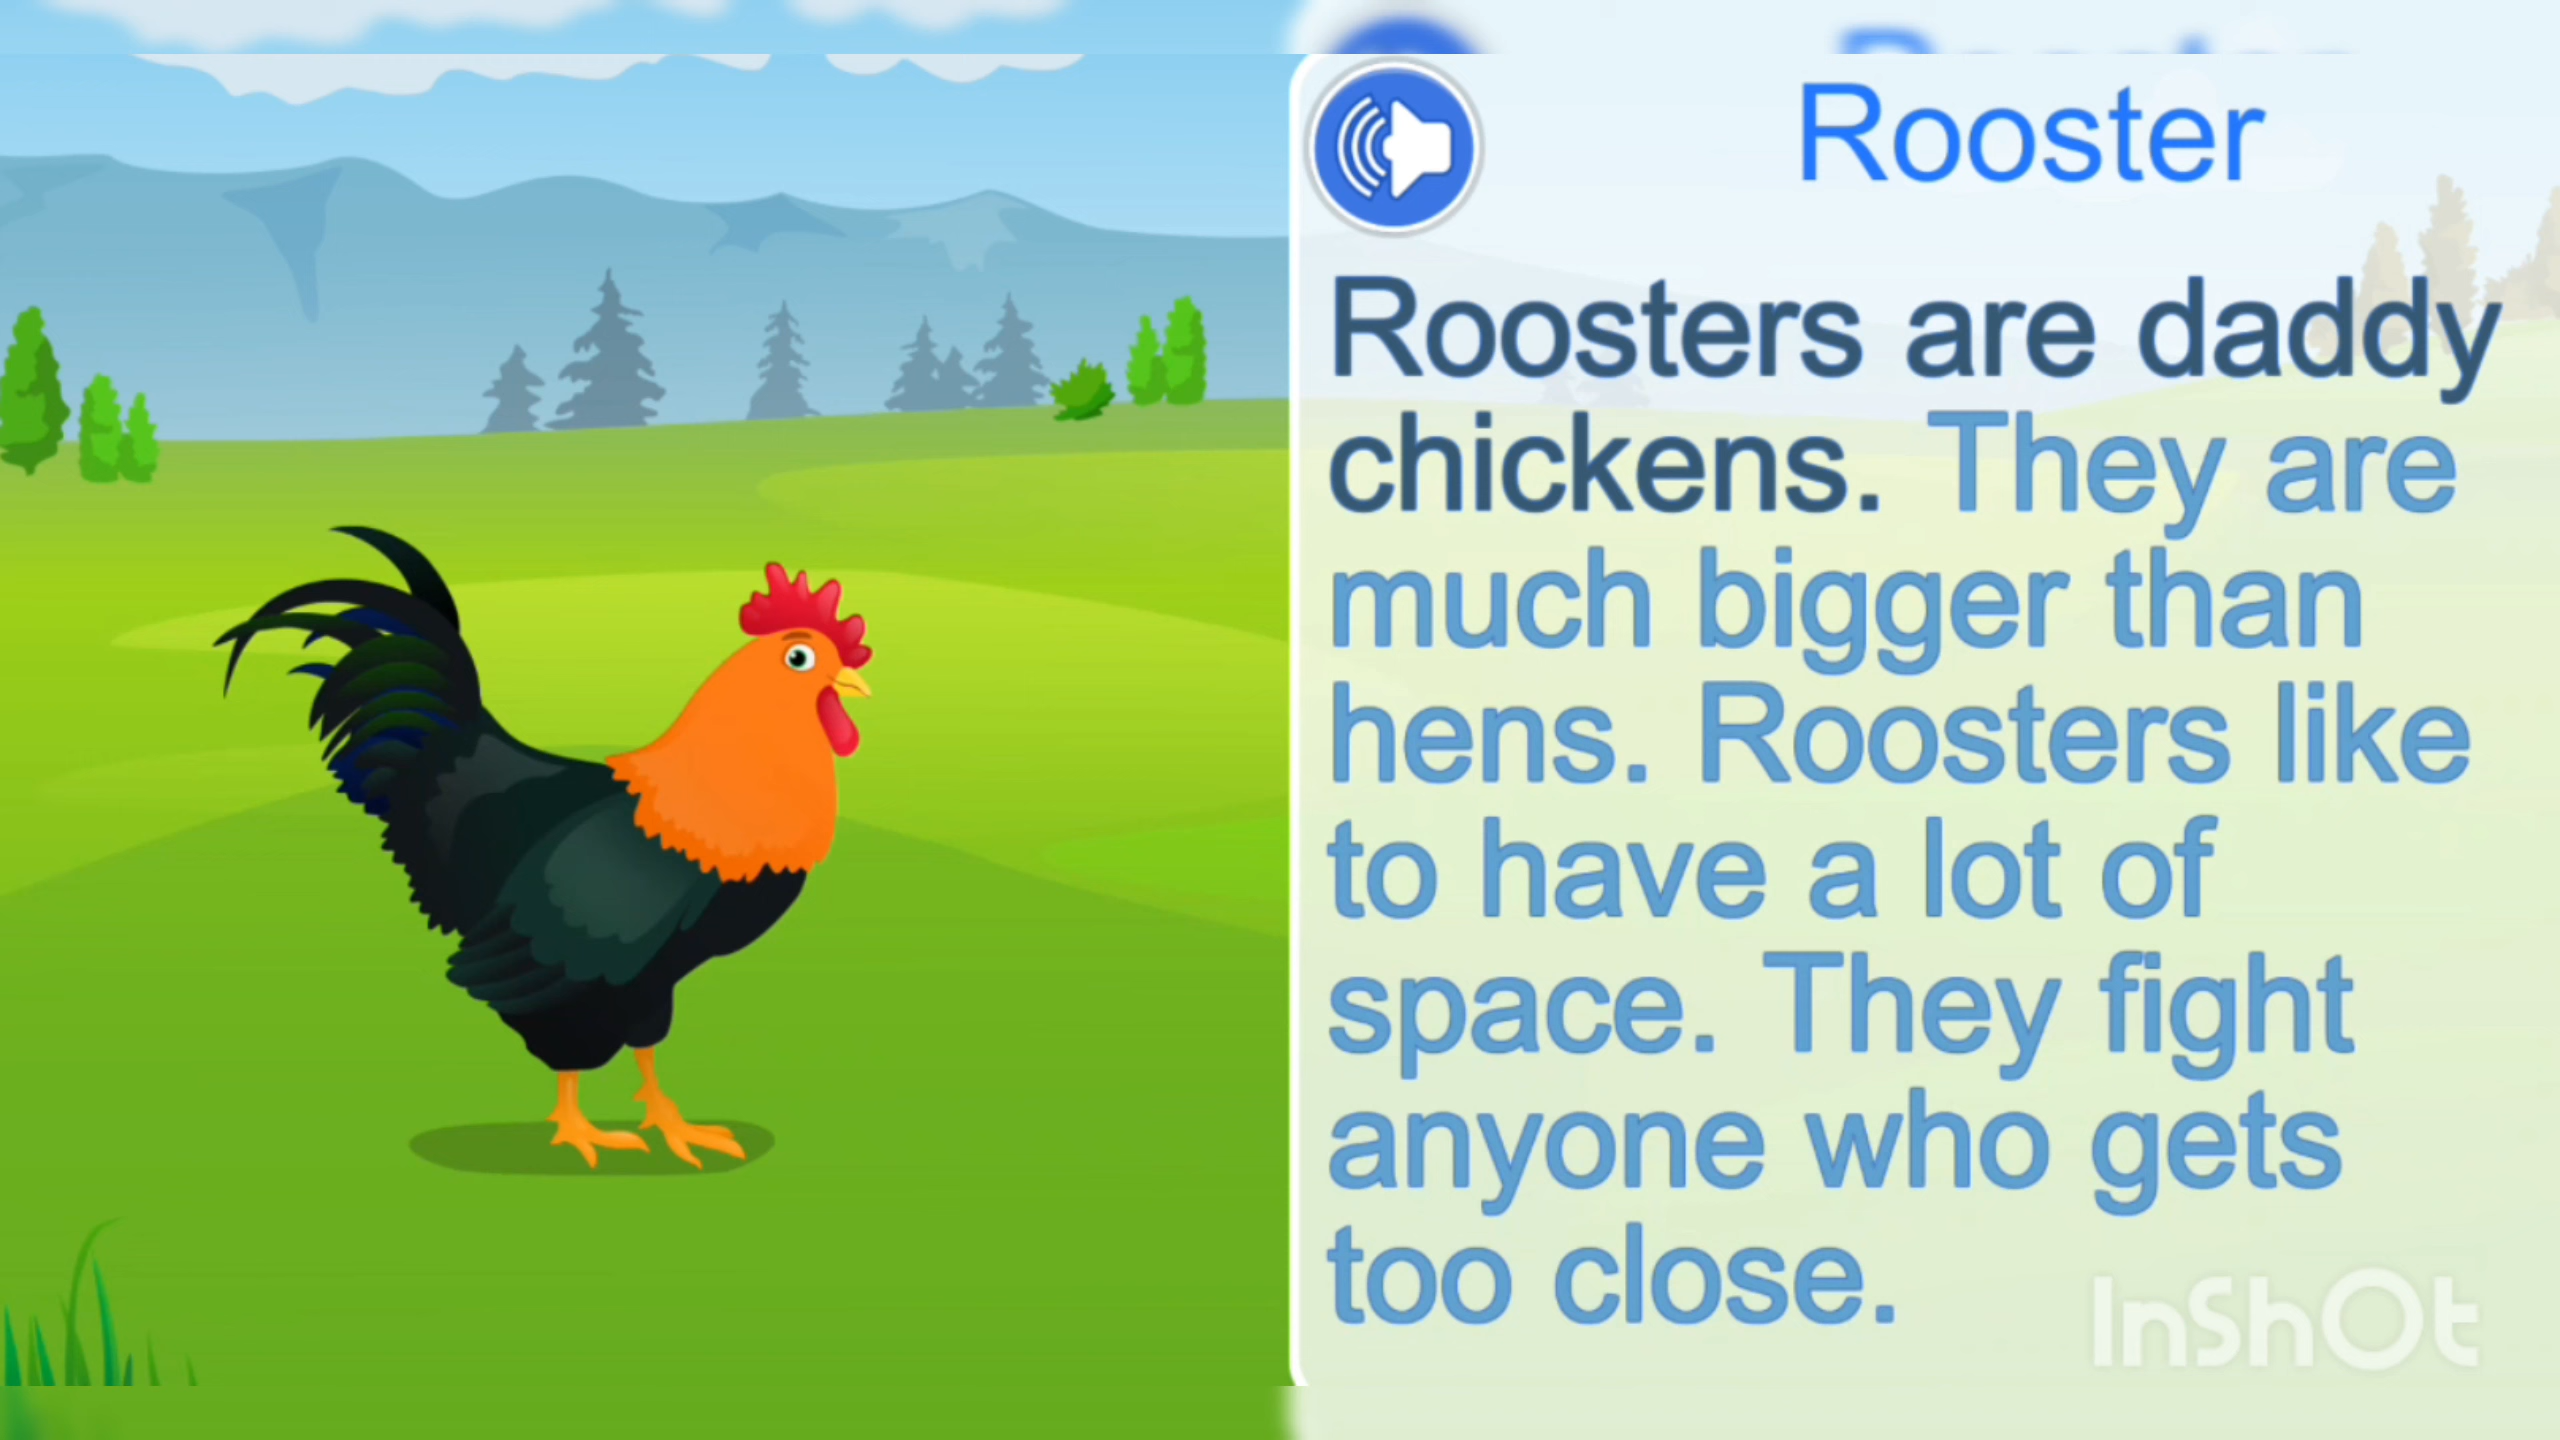 Rooster
Roosters are daddy
chickens. They are
much bigger than
hens. Roosters like
to have a lot of
space. They fight
anyone who gets
too close.
InShOt